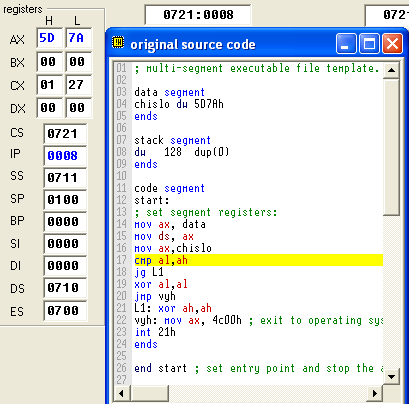 registers
H L
AX 5D 7A
BX 00 00
CX 01 27
DX 00 00
CS 0721
IP 0008
SS 0711
SP 0100
BP 0000
SI 0000
DI 0000
DS 0710
ES 0700
0721:0008
072
original source code
01 ; multi-segment executable file template.
02
03 data segment
04 chislo dw 5D7Ah
05 ends
06
07 stack segment
08 dw 128 dup(0)
09 ends
10
11 code segment
12 start:
13 ; set segment registers:
14 mov ax, data
15 mov ds, ax
16 mov ax,chislo
17 cmp al,ah
18 jg L1
19 xor al,al
20 jmp vyh
21 L1: xor ah,ah
22 vyh: mov ax, 4c00h ; exit to operating sys
23 int 21h
24 ends
25
26 end start ; set entry point and stop the a
27